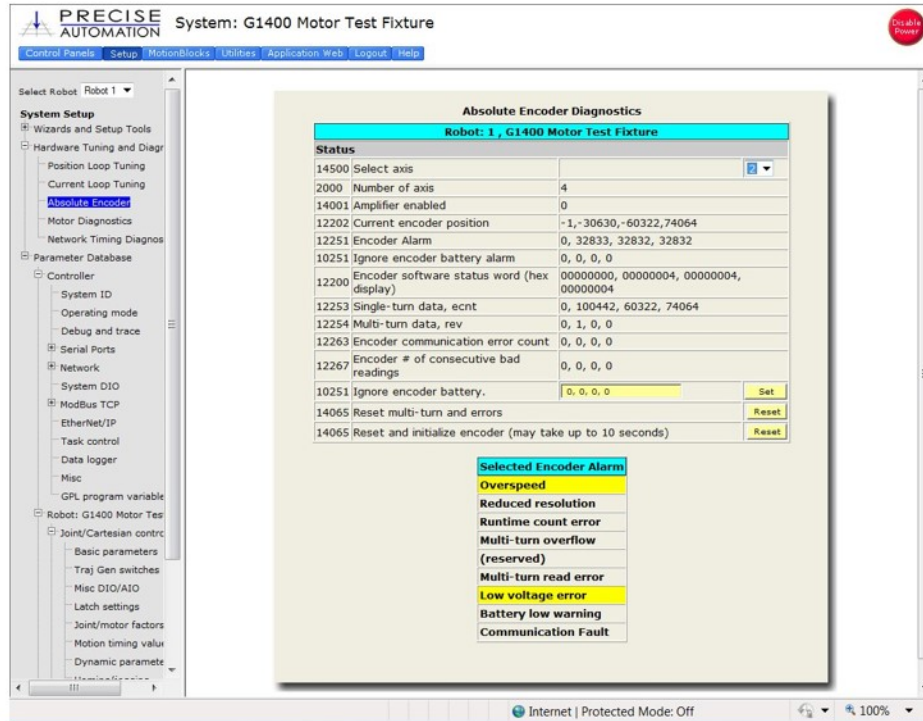 PRECISE
AUTOMATION
System: G1400 Motor Test Fixture
Disable
Power
Control Panels Setup MotionBlocks Utilities Application Web Logout Help
Select Robot Robot 1
System Setup
Wizards and Setup Tools
Hardware Tuning and Diagr
Position Loop Tuning
Current Loop Tuning
Absolute Encoder
Motor Diagnostics
Network Timing Diagnos
Parameter Database
Controller
System ID
Operating mode
Debug and trace
Serial Ports
Network
System DIO
ModBus TCP
EtherNet/IP
Task control
Data logger
Misc
GPL program variable
Robot: G1400 Motor Tes
Joint/Cartesian contro
Basic parameters
Traj Gen switches
Misc DIO/AIO
Latch settings
Joint/motor factors
Motion timing value
Dynamic paramete
Absolute Encoder Diagnostics
Robot: 1 , G1400 Motor Test Fixture
Status
14500 Select axis 2
2000 Number of axis 4
14001 Amplifier enabled 0
12202 Current encoder position -1,-30630,-60322,74064
12251 Encoder Alarm 0, 32833, 32832, 32832
10251 Ignore encoder battery alarm 0, 0, 0, 0
12200 Encoder software status word (hex display) 00000000, 00000004, 00000004, 00000004
12253 Single-turn data, ecnt 0, 100442, 60322, 74064
12254 Multi-turn data, rev 0, 1, 0, 0
12263 Encoder communication error count 0, 0, 0, 0
12267 Encoder # of consecutive bad readings 0, 0, 0, 0
10251 Ignore encoder battery. 0, 0, 0, 0 Set
14065 Reset multi-turn and errors Reset
14065 Reset and initialize encoder (may take up to 10 seconds) Reset
Selected Encoder Alarm
Overspeed
Reduced resolution
Runtime count error
Multi-turn overflow
(reserved)
Multi-turn read error
Low voltage error
Battery low warning
Communication Fault
Internet | Protected Mode: Off
100%